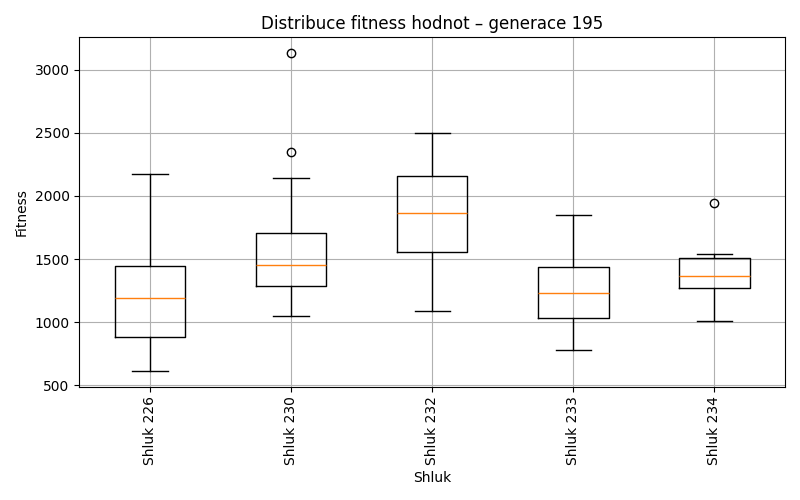 Distribuce fitness hodnot – generace 195
Fitness
3000
2500
2000
1500
1000
500
Shluk 226
Shluk 230
Shluk 232
Shluk 233
Shluk 234
Shluk